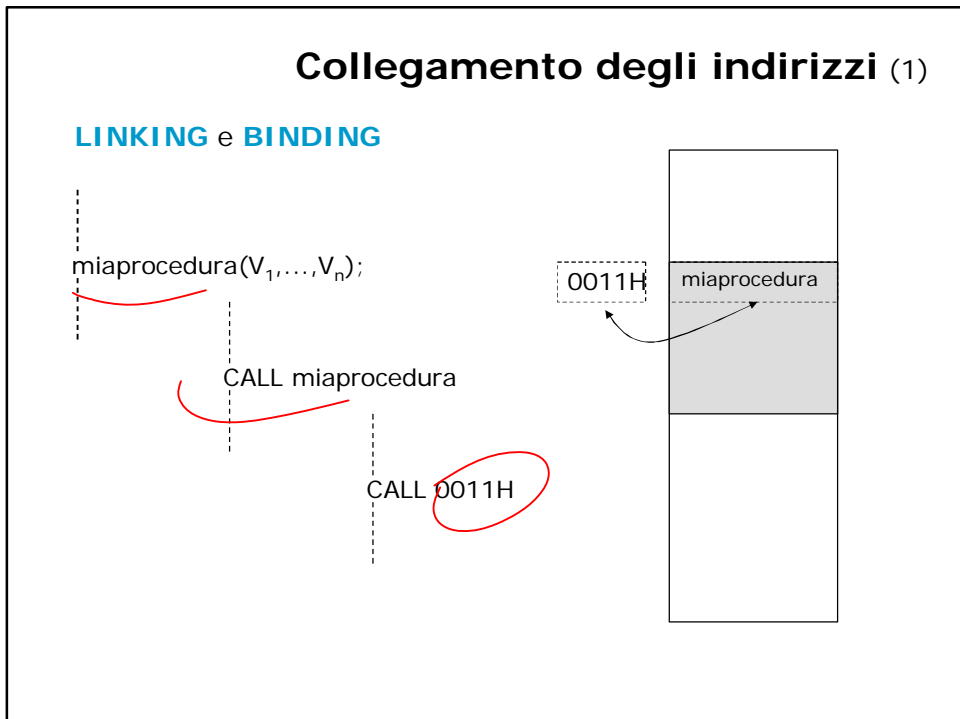 Collegamento degli indirizzi (1)
LINKING e BINDING
miaprocedura(V1,...,Vn);
0011H
miaprocedura
CALL miaprocedura
CALL 0011H